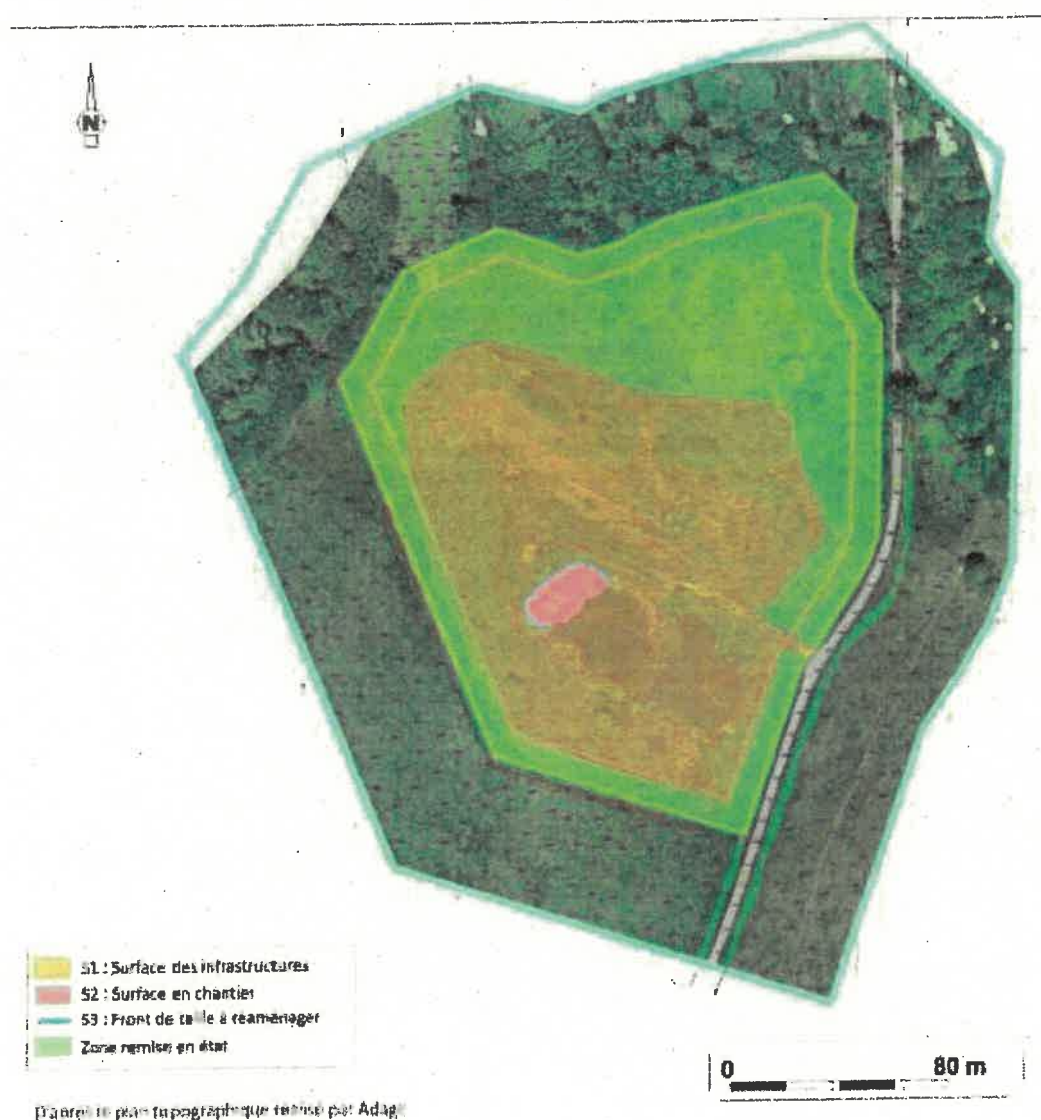 N
S1 : Surface des infrastructures
S2 : Surface en chantier
S3 : Front de taille à réaménager
Zone remise en état
0 80 m
D'après le plan topographique réalisé par Adage